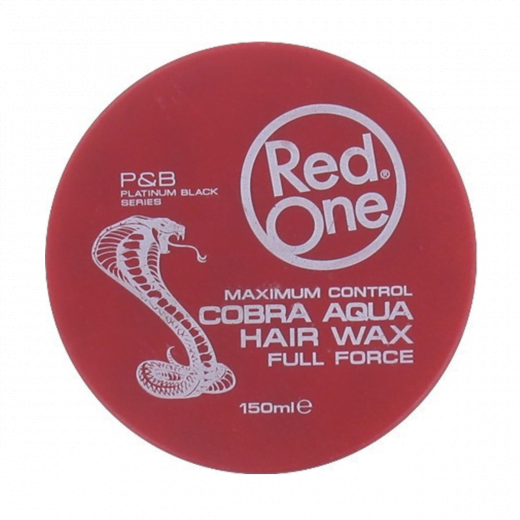 Red®
One
P&B
PLATINUM BLACK
SERIES
MAXIMUM CONTROL
COBRA AQUA
HAIR WAX
FULL FORCE
150ml℮